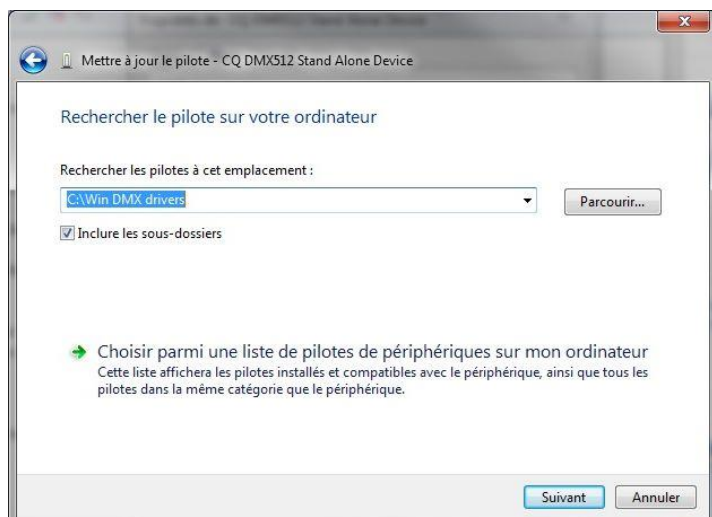 Mettre à jour le pilote - CQ DMX512 Stand Alone Device
Rechercher le pilote sur votre ordinateur
Rechercher les pilotes à cet emplacement :
C:\Win DMX drivers
Parcourir...
Inclure les sous-dossiers
Choisir parmi une liste de pilotes de périphériques sur mon ordinateur
Cette liste affichera les pilotes installés et compatibles avec le périphérique, ainsi que tous les
pilotes dans la même catégorie que le périphérique.
Suivant
Annuler